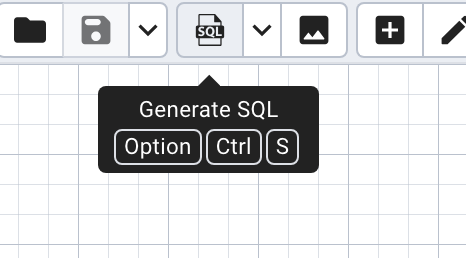 SQL
Generate SQL
Option Ctrl S